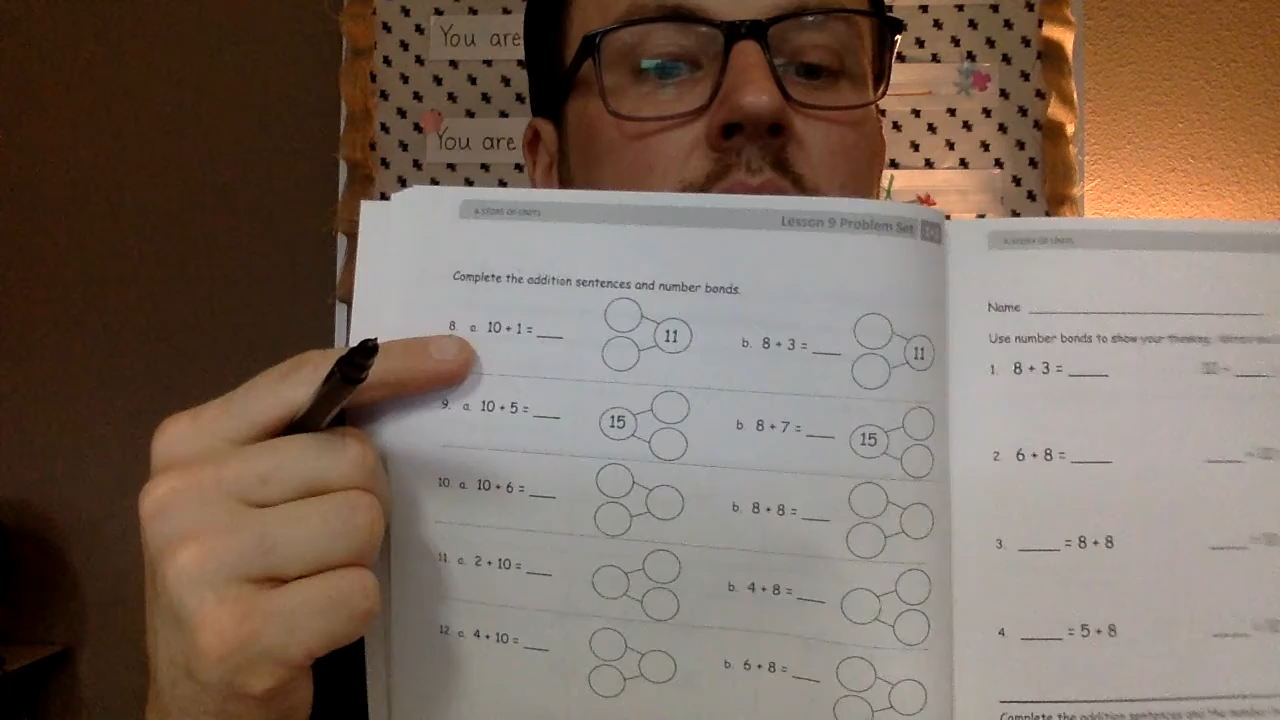 You are
You are
A STORY OF UNITS
Lesson 9 Problem Set
Complete the addition sentences and number bonds.
8. a. 10 + 1 = ___ 11
b. 8 + 3 = ___ 11
9. a. 10 + 5 = ___ 15
b. 8 + 7 = ___ 15
10. a. 10 + 6 = ___
b. 8 + 8 = ___
11. a. 2 + 10 = ___
b. 4 + 8 = ___
12. a. 4 + 10 = ___
b. 6 + 8 = ___
A STORY OF UNITS
Name
Use number bonds to show your thinking.
1. 8 + 3 = ___
2. 6 + 8 = ___
3. ___ = 8 + 8
4. ___ = 5 + 8
Complete the addition sentences